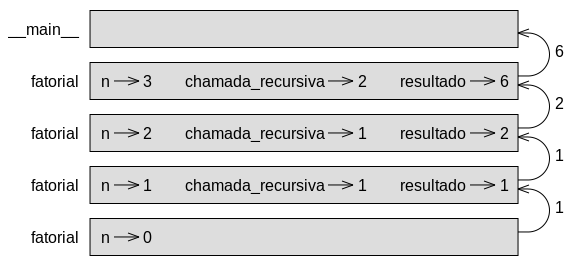 __main__
6
fatorial n 3 chamada_recursiva 2 resultado 6
2
fatorial n 2 chamada_recursiva 1 resultado 2
1
fatorial n 1 chamada_recursiva 1 resultado 1
1
fatorial n 0